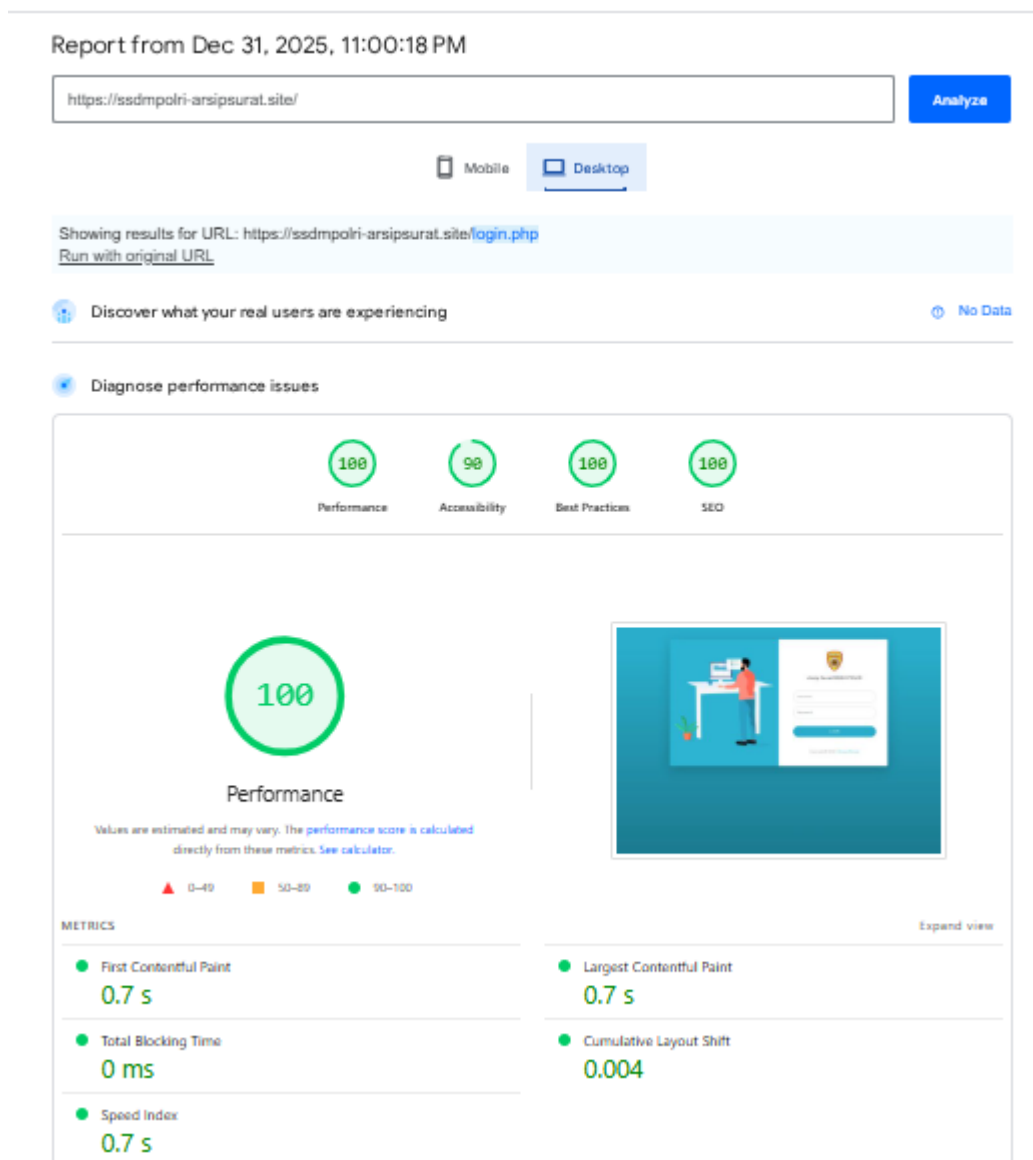 Report from Dec 31, 2025, 11:00:18 PM
https://ssdmpolri-arsipsurat.site/
Analyze
Mobile
Desktop
Showing results for URL: https://ssdmpolri-arsipsurat.site/login.php
Run with original URL
Discover what your real users are experiencing
No Data
Diagnose performance issues
100
90
100
100
Performance
Accessibility
Best Practices
SEO
100
Performance
Values are estimated and may vary. The performance score is calculated
directly from these metrics. See calculator.
0–49
50–89
90–100
METRICS
Expand view
First Contentful Paint
0.7 s
Largest Contentful Paint
0.7 s
Total Blocking Time
0 ms
Cumulative Layout Shift
0.004
Speed Index
0.7 s